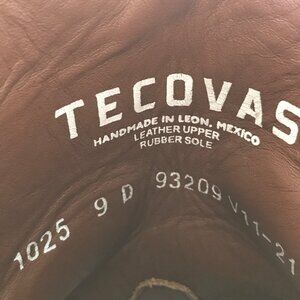 TECOVAS
HANDMADE IN LEON, MEXICO
LEATHER UPPER
RUBBER SOLE
1025 9 D 93209 V11-21